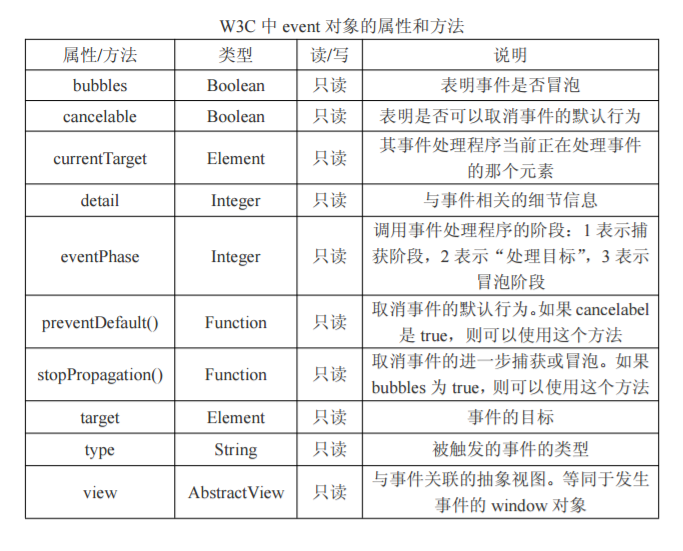 W3C 中 event 对象的属性和方法
属性/方法 类型 读/写 说明
bubbles Boolean 只读 表明事件是否冒泡
cancelable Boolean 只读 表明是否可以取消事件的默认行为
currentTarget Element 只读 其事件处理程序当前正在处理事件
的那个元素
detail Integer 只读 与事件相关的细节信息
eventPhase Integer 只读 调用事件处理程序的阶段：1 表示捕
获阶段，2 表示“处理目标”，3 表示
冒泡阶段
preventDefault() Function 只读 取消事件的默认行为。如果 cancelabel
是 true，则可以使用这个方法
stopPropagation() Function 只读 取消事件的进一步捕获或冒泡。如果
bubbles 为 true，则可以使用这个方法
target Element 只读 事件的目标
type String 只读 被触发的事件的类型
view AbstractView 只读 与事件关联的抽象视图。等同于发生
事件的 window 对象